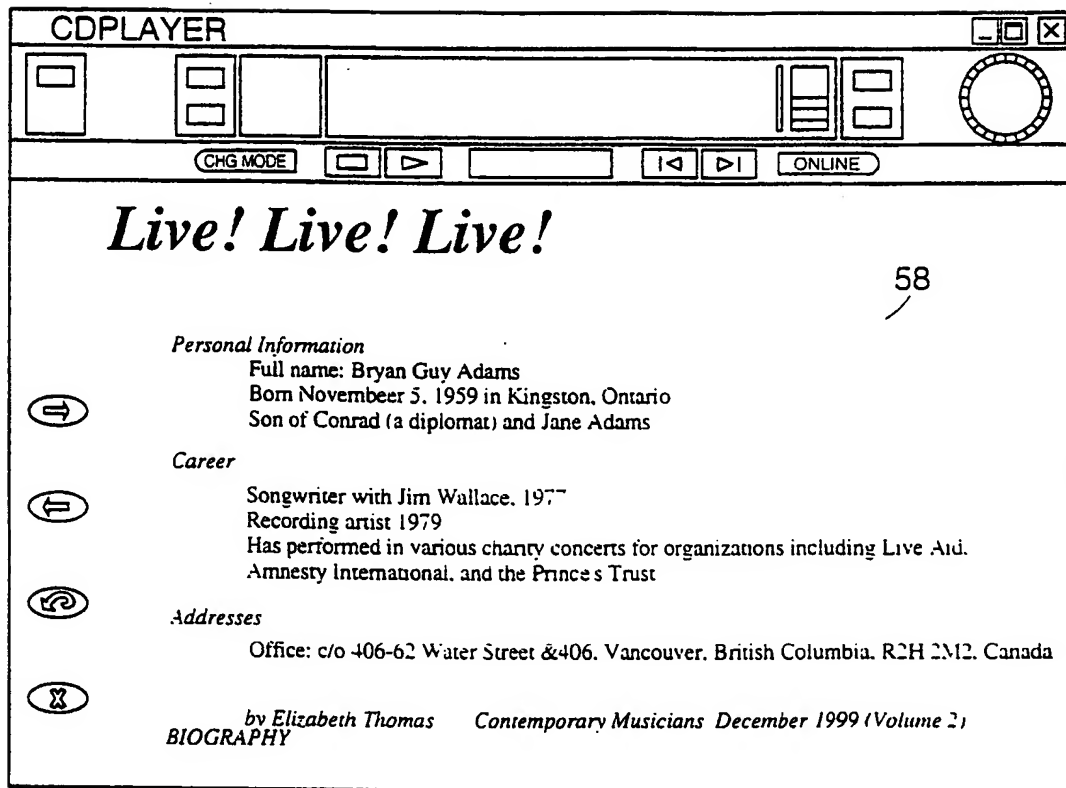 CDPLAYER
CHG MODE
ONLINE
Live! Live! Live!
58
Personal Information
Full name: Bryan Guy Adams
Born Novembeer 5, 1959 in Kingston, Ontario
Son of Conrad (a diplomat) and Jane Adams
Career
Songwriter with Jim Wallace, 1977
Recording artist 1979
Has performed in various charity concerts for organizations including Live Aid,
Amnesty International, and the Prince's Trust
Addresses
Office: c/o 406-62 Water Street &406, Vancouver, British Columbia, R2H 2M2, Canada
by Elizabeth Thomas Contemporary Musicians December 1999 (Volume 2)
BIOGRAPHY